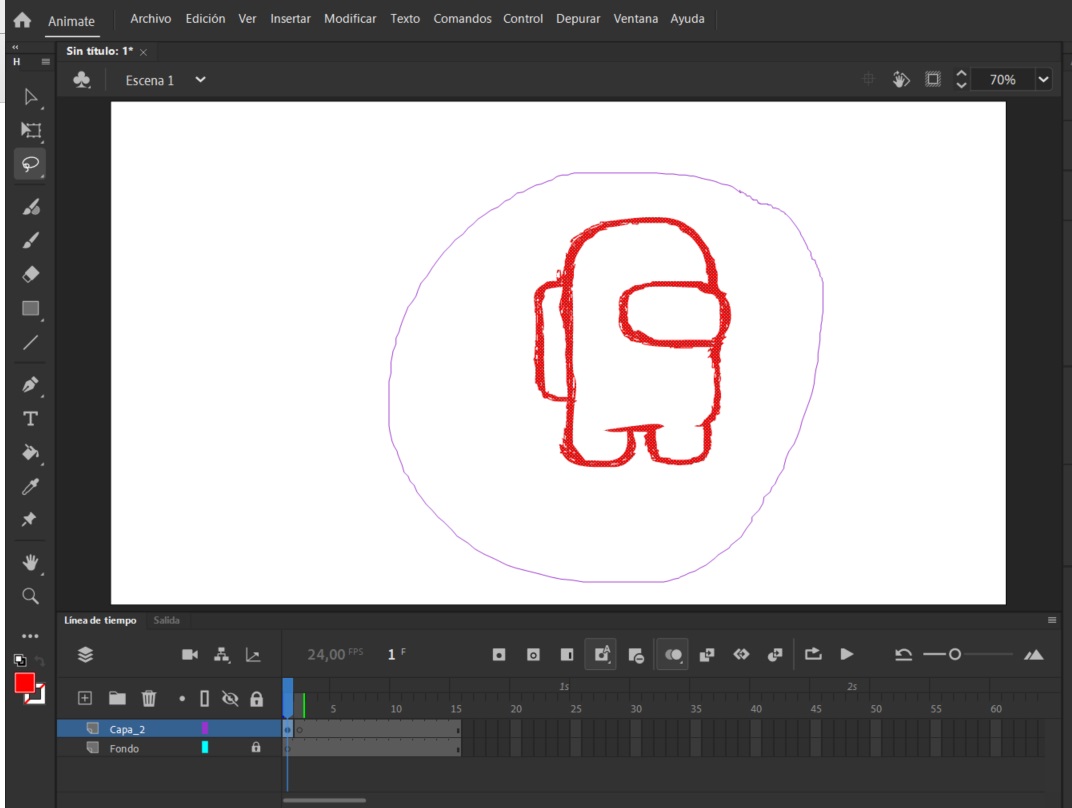 Animate Archivo Edición Ver Insertar Modificar Texto Comandos Control Depurar Ventana Ayuda
Sin título: 1* ×
H
Escena 1
70%
T
Línea de tiempo Salida
24,00 FPS 1 F
1s 2s
5 10 15 20 25 30 35 40 45 50 55 60
Capa_2
Fondo